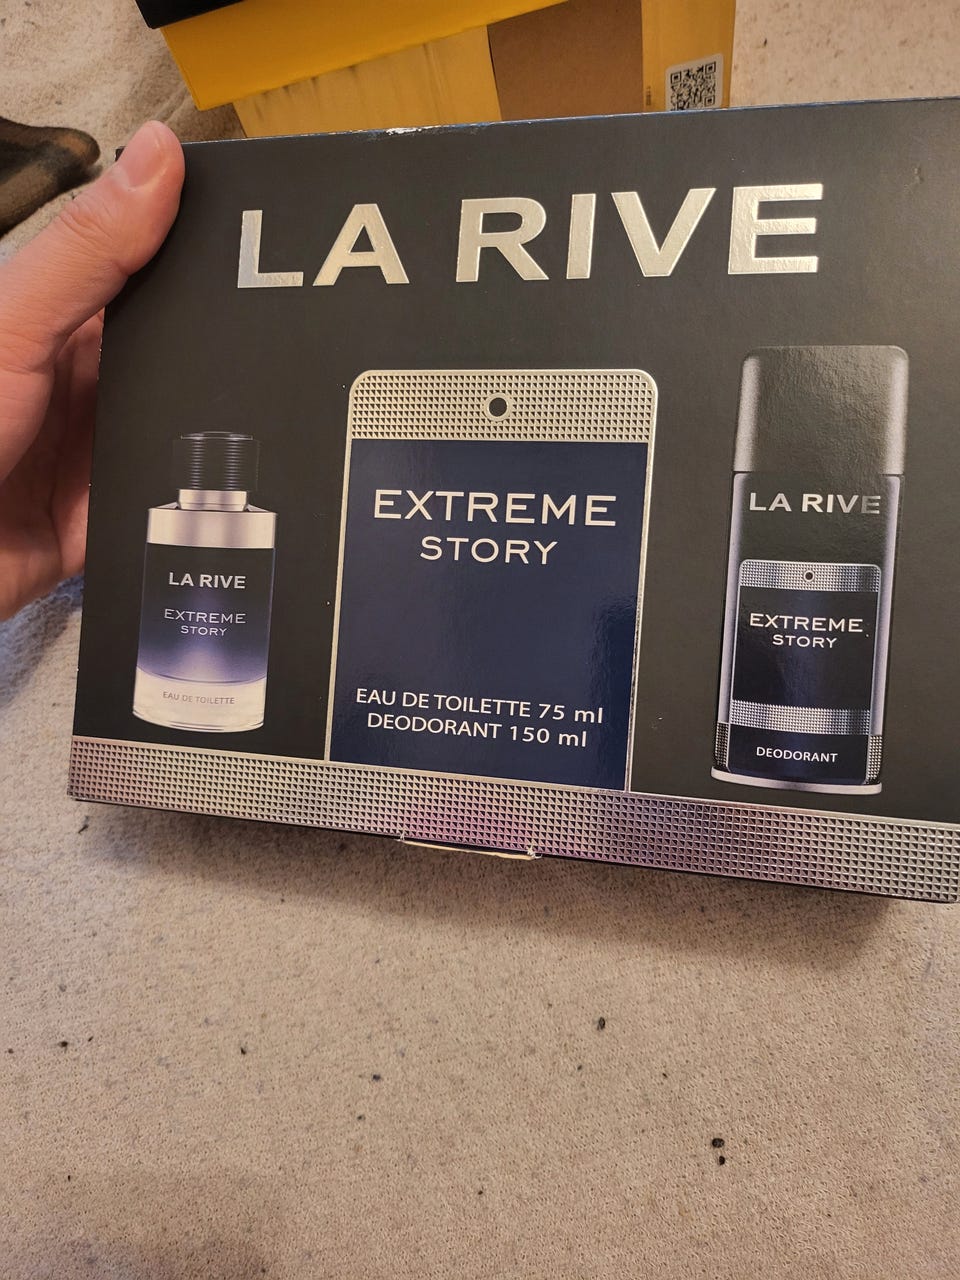 LA RIVE
EXTREME
STORY
EAU DE TOILETTE 75 ml
DEODORANT 150 ml
LA RIVE
EXTREME
STORY
EAU DE TOILETTE
LA RIVE
EXTREME
STORY
DEODORANT